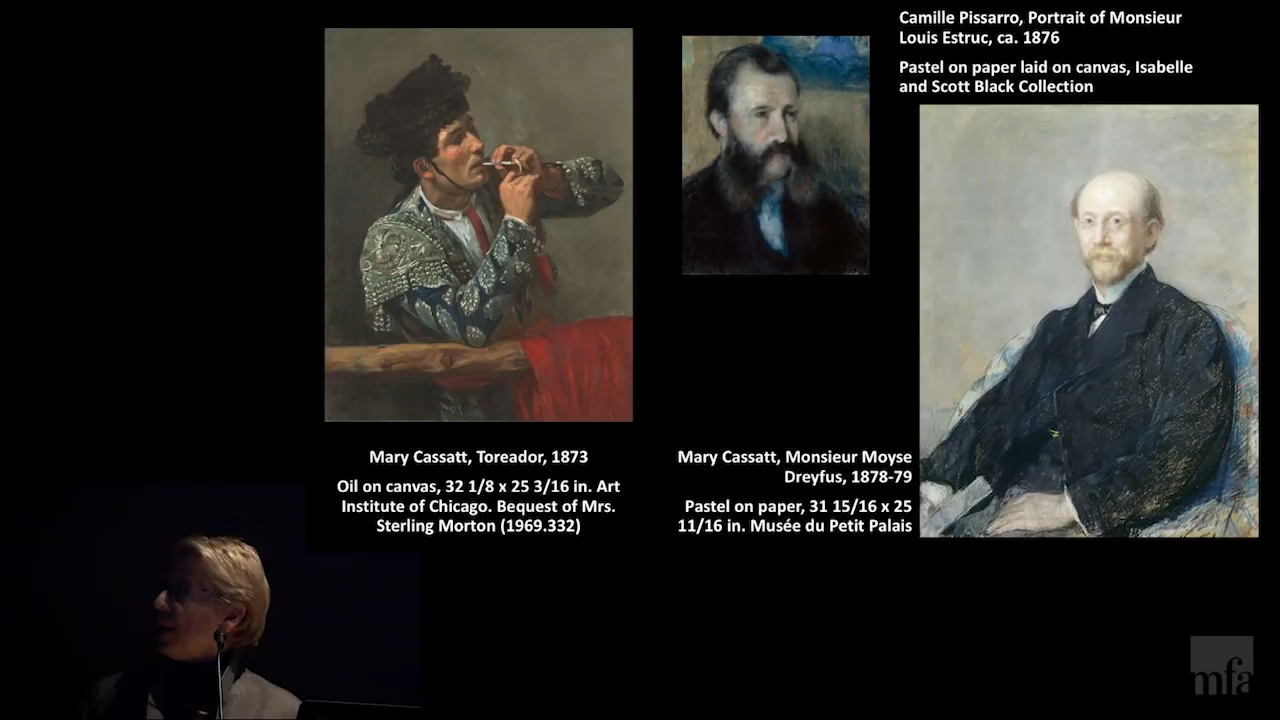 Camille Pissarro, Portrait of Monsieur
Louis Estruc, ca. 1876
Pastel on paper laid on canvas, Isabelle
and Scott Black Collection
Mary Cassatt, Toreador, 1873
Oil on canvas, 32 1/8 x 25 3/16 in. Art
Institute of Chicago. Bequest of Mrs.
Sterling Morton (1969.332)
Mary Cassatt, Monsieur Moyse
Dreyfus, 1878-79
Pastel on paper, 31 15/16 x 25
11/16 in. Musée du Petit Palais
mfa